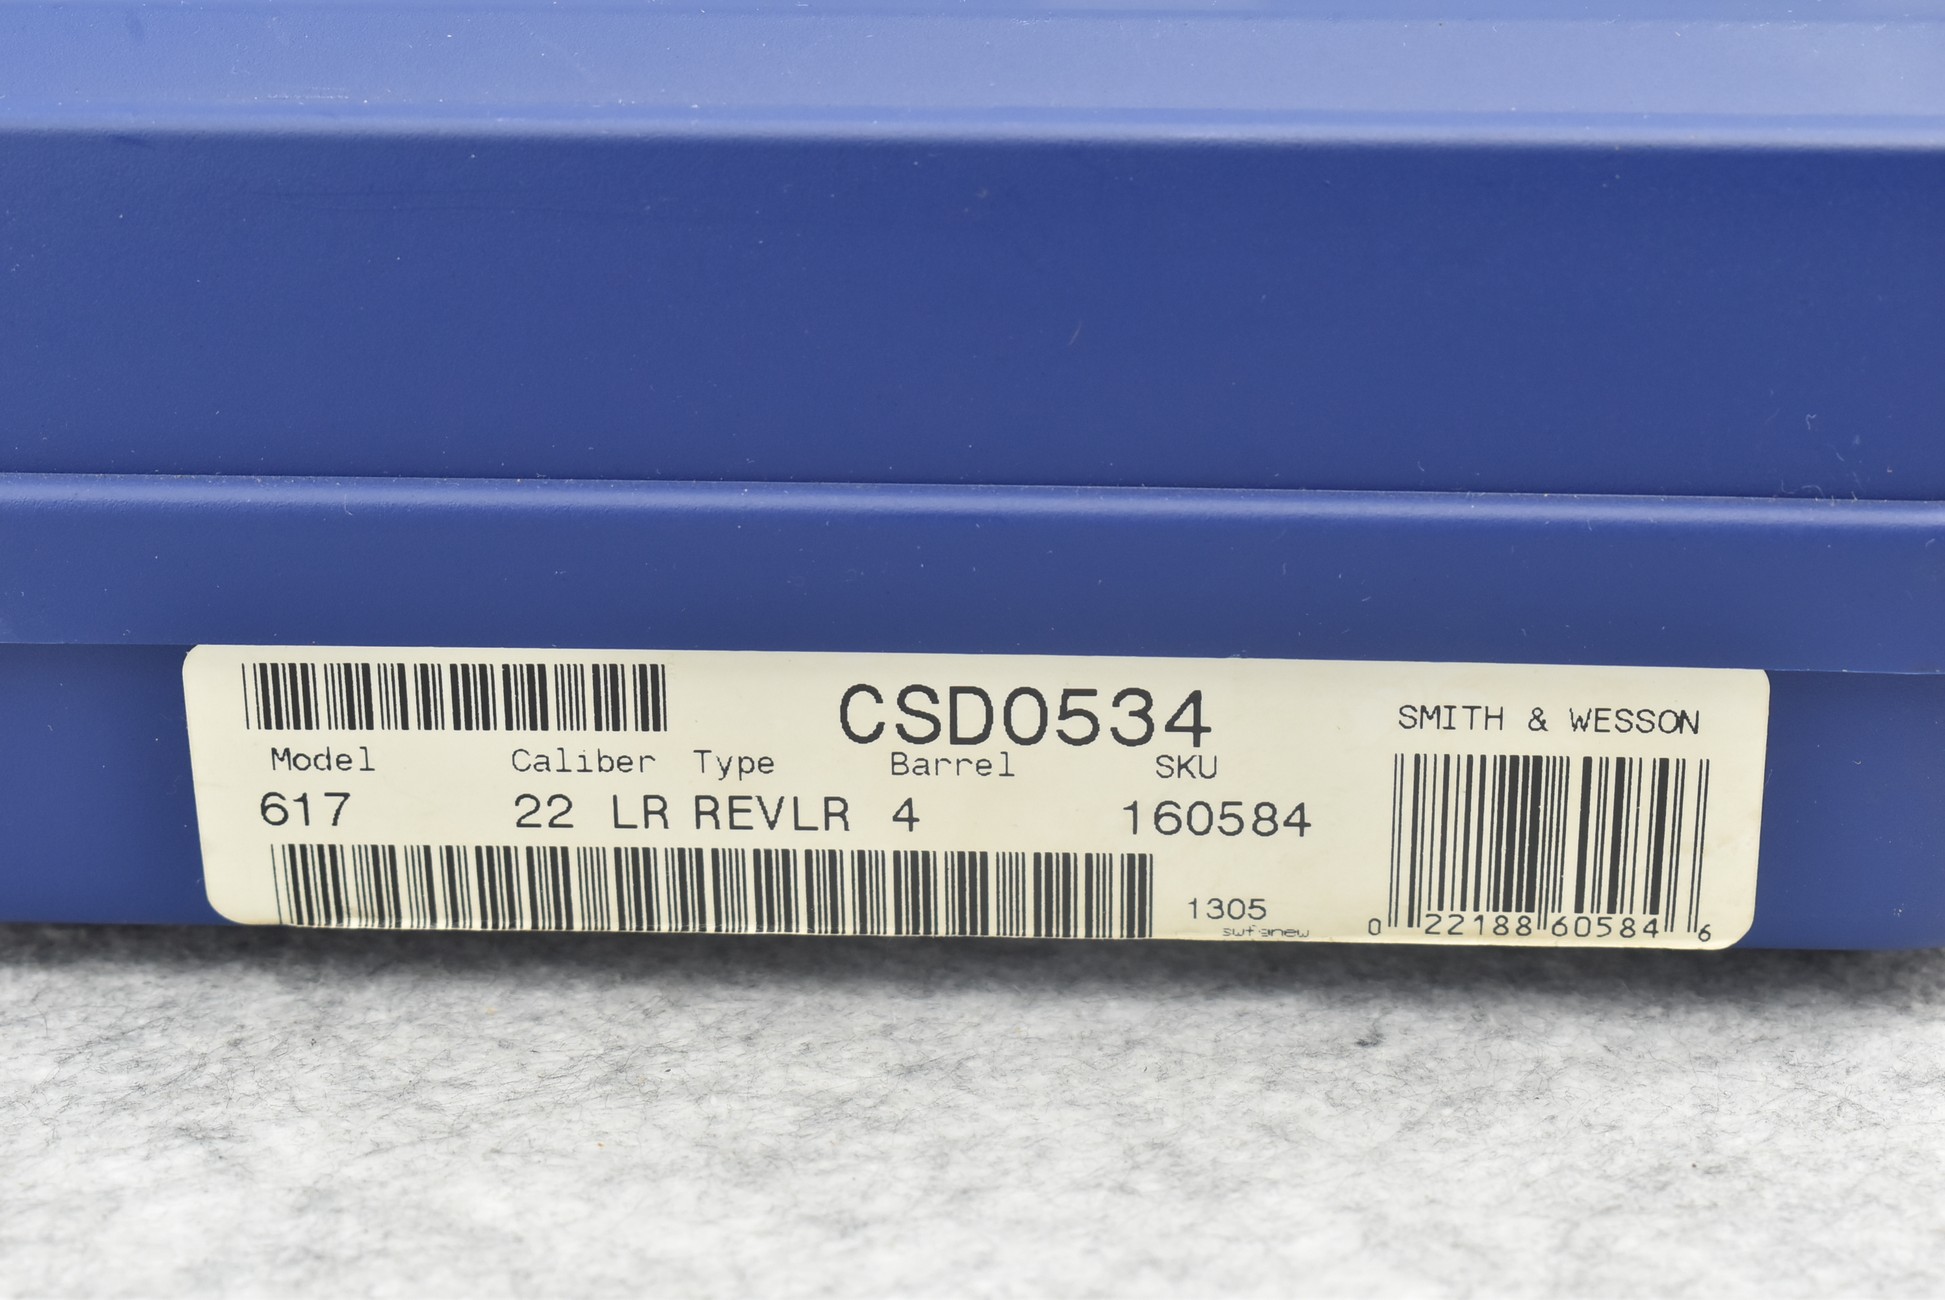 CSD0534
SMITH & WESSON
Model Caliber Type Barrel SKU
617 22 LR REVLR 4 160584
1305
0 22188 60584 6